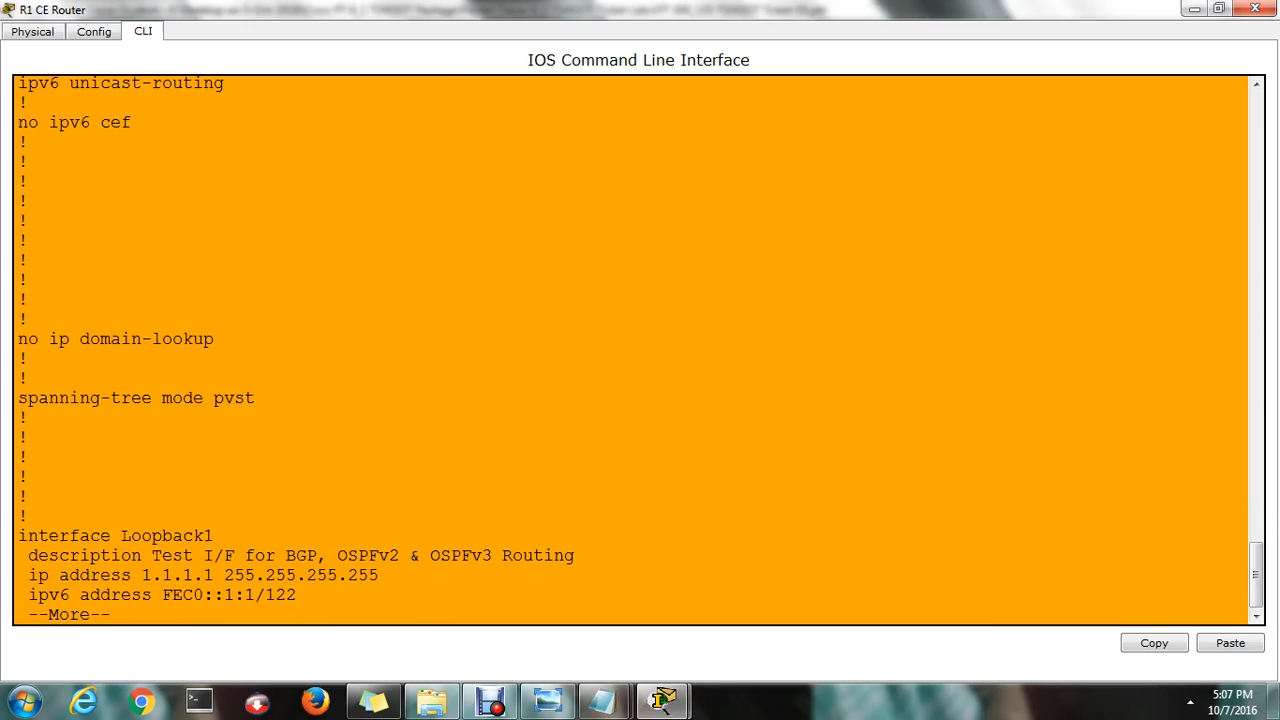 R1 CE Router
Physical Config CLI
IOS Command Line Interface
ipv6 unicast-routing
!
no ipv6 cef
!
!
!
!
!
!
!
!
!
!
no ip domain-lookup
!
!
spanning-tree mode pvst
!
!
!
!
!
!
interface Loopback1
description Test I/F for BGP, OSPFv2 & OSPFv3 Routing
ip address 1.1.1.1 255.255.255.255
ipv6 address FEC0::1:1/122
--More--
Copy Paste
5:07 PM
10/7/2016